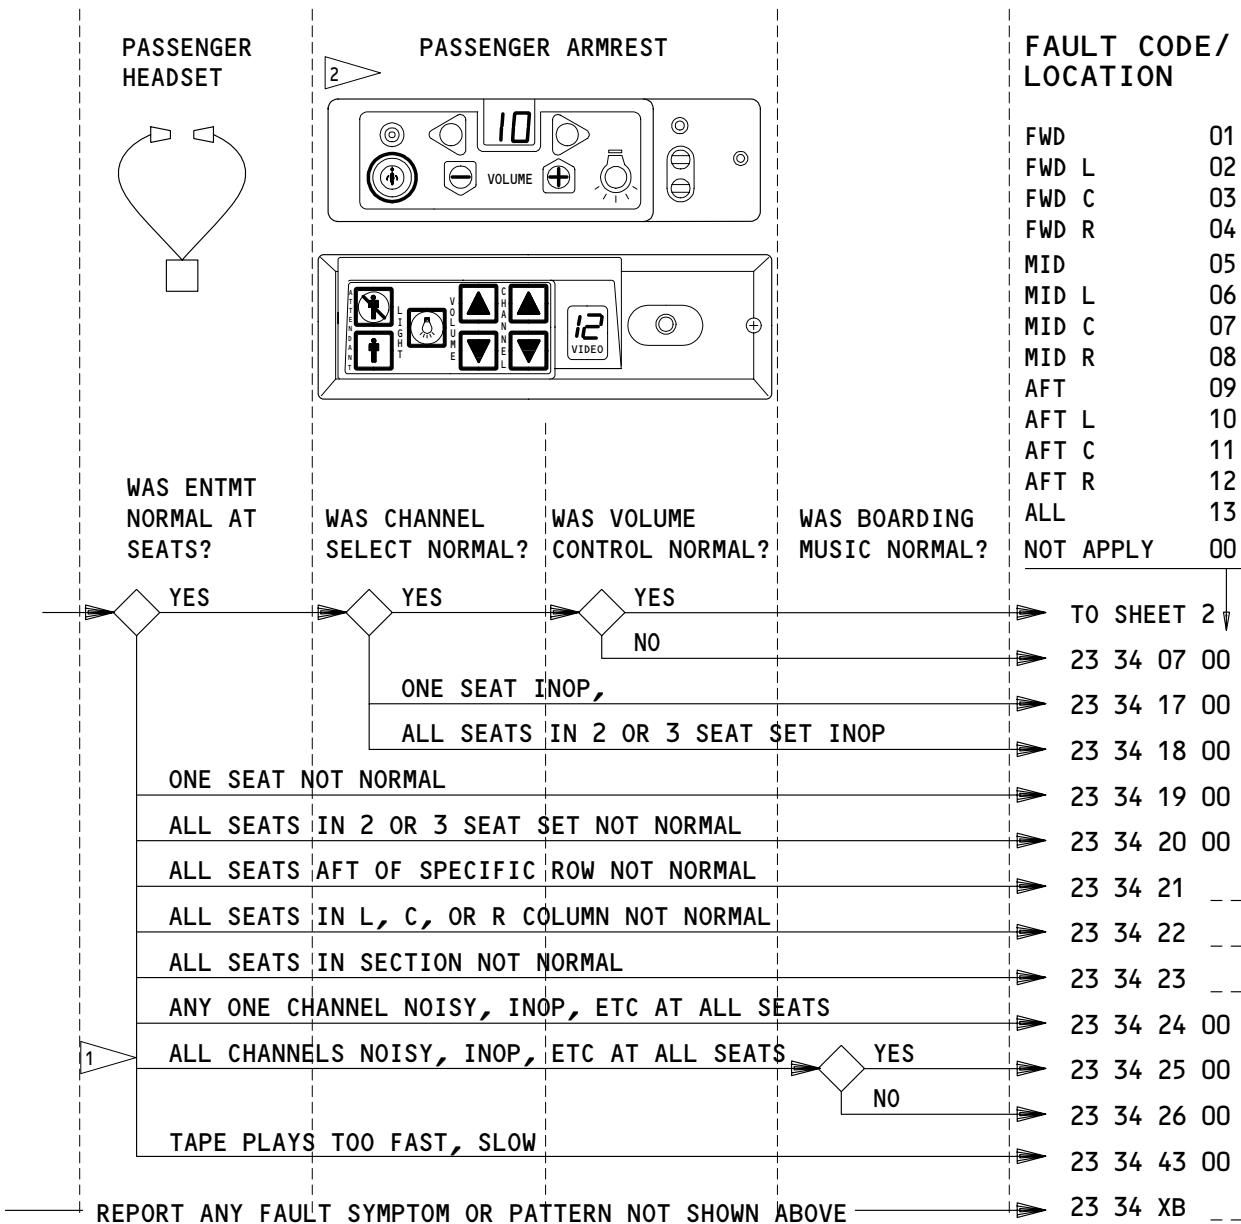 PASSENGER
HEADSET
PASSENGER ARMREST
2
10
VOLUME
ATTENDANT
LIGHT
VOLUME
CHANNEL
12
VIDEO
FAULT CODE/
LOCATION
FWD 01
FWD L 02
FWD C 03
FWD R 04
MID 05
MID L 06
MID C 07
MID R 08
AFT 09
AFT L 10
AFT C 11
AFT R 12
ALL 13
NOT APPLY 00
WAS ENTMT
NORMAL AT
SEATS?
WAS CHANNEL
SELECT NORMAL?
WAS VOLUME
CONTROL NORMAL?
WAS BOARDING
MUSIC NORMAL?
YES YES YES TO SHEET 2
NO 23 34 07 00
ONE SEAT INOP, 23 34 17 00
ALL SEATS IN 2 OR 3 SEAT SET INOP 23 34 18 00
ONE SEAT NOT NORMAL 23 34 19 00
ALL SEATS IN 2 OR 3 SEAT SET NOT NORMAL 23 34 20 00
ALL SEATS AFT OF SPECIFIC ROW NOT NORMAL 23 34 21 _ _
ALL SEATS IN L, C, OR R COLUMN NOT NORMAL 23 34 22 _ _
ALL SEATS IN SECTION NOT NORMAL 23 34 23 _ _
ANY ONE CHANNEL NOISY, INOP, ETC AT ALL SEATS 23 34 24 00
1 ALL CHANNELS NOISY, INOP, ETC AT ALL SEATS YES 23 34 25 00
NO 23 34 26 00
TAPE PLAYS TOO FAST, SLOW 23 34 43 00
REPORT ANY FAULT SYMPTOM OR PATTERN NOT SHOWN ABOVE 23 34 XB _ _